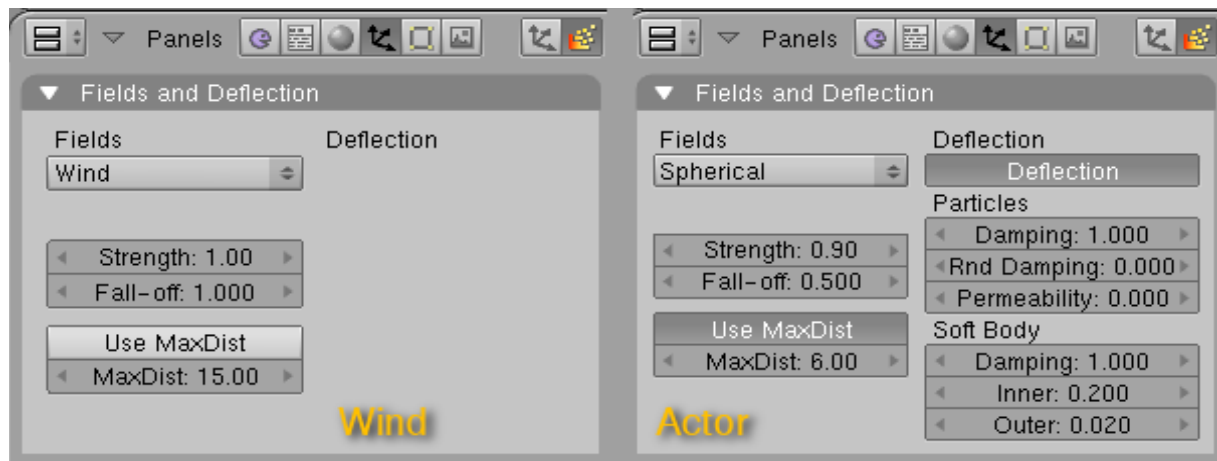 Panels
Fields and Deflection
Fields
Deflection
Wind
Strength: 1.00
Fall-off: 1.000
Use MaxDist
MaxDist: 15.00
Wind
Panels
Fields and Deflection
Fields
Spherical
Strength: 0.90
Fall-off: 0.500
Use MaxDist
MaxDist: 6.00
Actor
Deflection
Deflection
Particles
Damping: 1.000
Rnd Damping: 0.000
Permeability: 0.000
Soft Body
Damping: 1.000
Inner: 0.200
Outer: 0.020